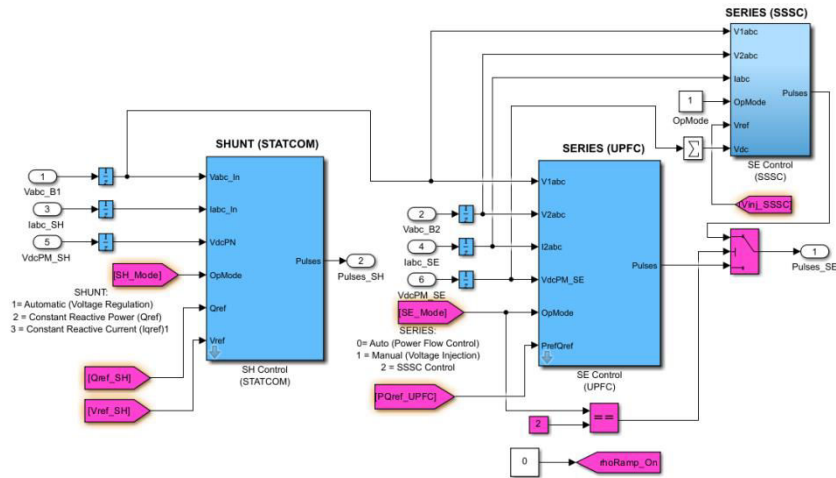 SERIES (SSSC)
V1abc
V2abc
Iabc
Pulses
OpMode
Vref
Vdc
1
OpMode
SE Control
(SSSC)
[Vinj_SSSC]
SHUNT (STATCOM)
1
Vabc_B1
3
Iabc_SH
5
VdcPM_SH
Vabc_In
Iabc_In
VdcPN
OpMode
Qref
Vref
Pulses
2
Pulses_SH
SH Control
(STATCOM)
[SH_Mode]
SHUNT:
1= Automatic (Voltage Regulation)
2 = Constant Reactive Power (Qref)
3 = Constant Reactive Current (Iqref)1
[Qref_SH]
[Vref_SH]
SERIES (UPFC)
2
Vabc_B2
4
Iabc_SE
6
VdcPM_SE
V1abc
V2abc
I2abc
VdcPM_SE
OpMode
PrefQref
Pulses
SE Control
(UPFC)
[SE_Mode]
SERIES:
0= Auto (Power Flow Control)
1 = Manual (Voltage Injection)
2 = SSSC Control
[PQref_UPFC]
1
Pulses_SE
2
==
0
rhoRamp_On